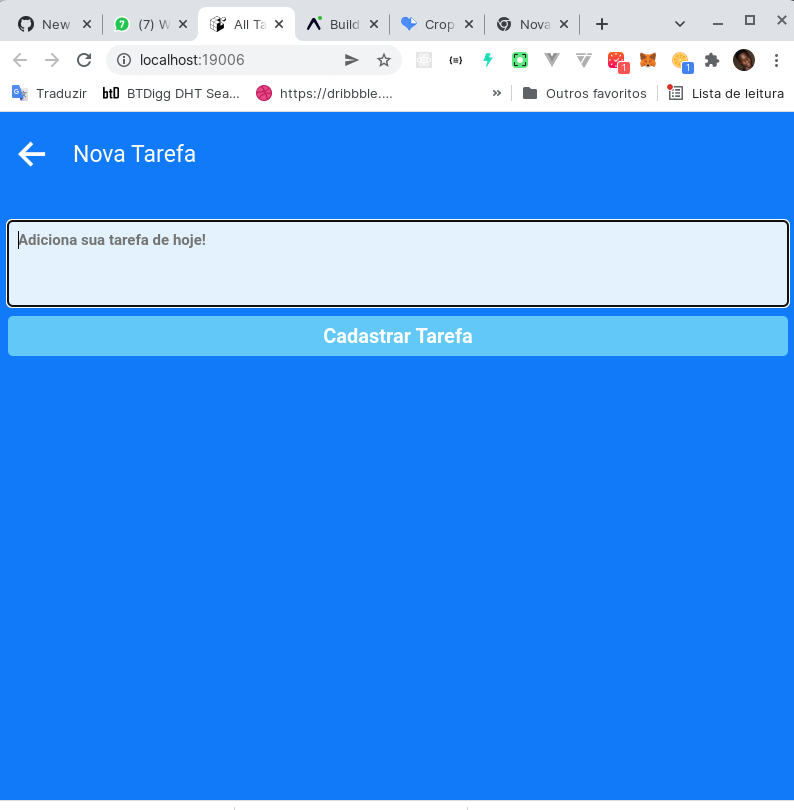 New
(7) W
All Ta
Build
Crop
Nova
localhost:19006
{≡}
1
1
Traduzir
btD BTDigg DHT Sea...
https://dribbble....
»
Outros favoritos
Lista de leitura
Nova Tarefa
Adiciona sua tarefa de hoje!
Cadastrar Tarefa